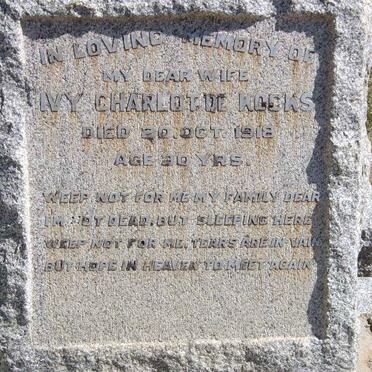 IN LOVING MEMORY OF
MY DEAR WIFE
IVY CHARLOTTE KOCKS
DIED 20. OCT. 1918
AGE 30 YRS.
WEEP NOT FOR ME MY FAMILY DEAR
I'M NOT DEAD, BUT SLEEPING HERE
WEEP NOT FOR ME, TEARS ARE IN VAIN
BUT HOPE IN HEAVEN TO MEET AGAIN